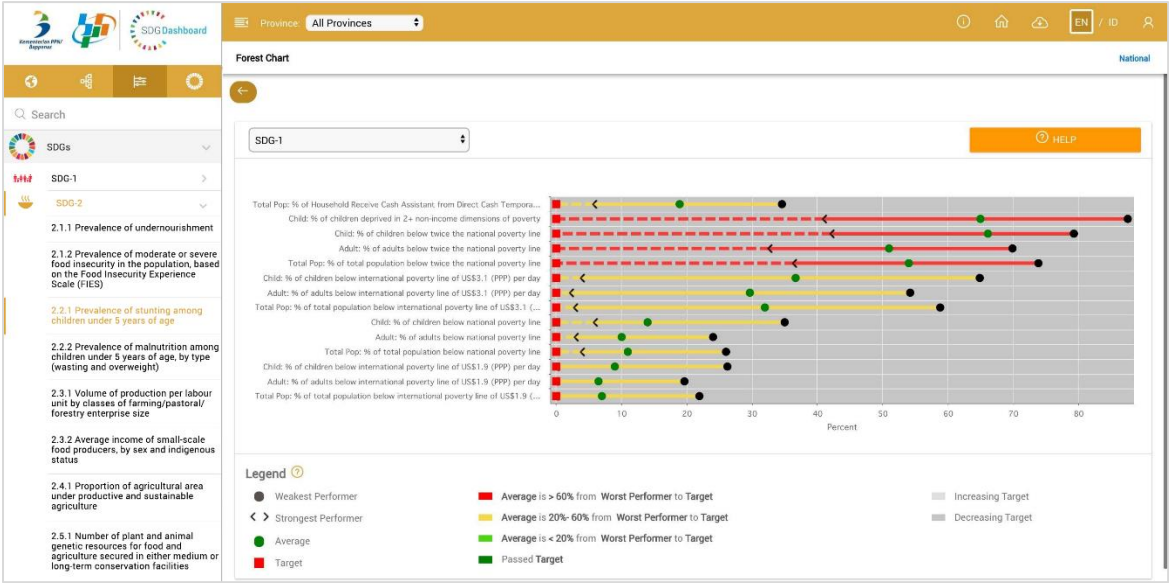 Kementerian PPN/
Bappenas
SDG Dashboard
Province: All Provinces
EN / ID
Forest Chart
National
Search
SDGs
SDG-1
SDG-2
2.1.1 Prevalence of undernourishment
2.1.2 Prevalence of moderate or severe
food insecurity in the population, based
on the Food Insecurity Experience
Scale (FIES)
2.2.1 Prevalence of stunting among
children under 5 years of age
2.2.2 Prevalence of malnutrition among
children under 5 years of age, by type
(wasting and overweight)
2.3.1 Volume of production per labour
unit by classes of farming/pastoral/
forestry enterprise size
2.3.2 Average income of small-scale
food producers, by sex and indigenous
status
2.4.1 Proportion of agricultural area
under productive and sustainable
agriculture
2.5.1 Number of plant and animal
genetic resources for food and
agriculture secured in either medium or
long-term conservation facilities
SDG-1
HELP
Total Pop: % of Household Receive Cash Assistant from Direct Cash Tempora...
Child: % of children deprived in 2+ non-income dimensions of poverty
Child: % of children below twice the national poverty line
Adult: % of adults below twice the national poverty line
Total Pop: % of total population below twice the national poverty line
Child: % of children below international poverty line of US$3.1 (PPP) per day
Adult: % of adults below international poverty line of US$3.1 (PPP) per day
Total Pop: % of total population below international poverty line of US$3.1 (...
Child: % of children below national poverty line
Adult: % of adults below national poverty line
Total Pop: % of total population below national poverty line
Child: % of children below international poverty line of US$1.9 (PPP) per day
Adult: % of adults below international poverty line of US$1.9 (PPP) per day
Total Pop: % of total population below international poverty line of US$1.9 (...
0 10 20 30 40 50 60 70 80
Percent
Legend
Weakest Performer
Strongest Performer
Average
Target
Average is > 60% from Worst Performer to Target
Average is 20%- 60% from Worst Performer to Target
Average is < 20% from Worst Performer to Target
Passed Target
Increasing Target
Decreasing Target